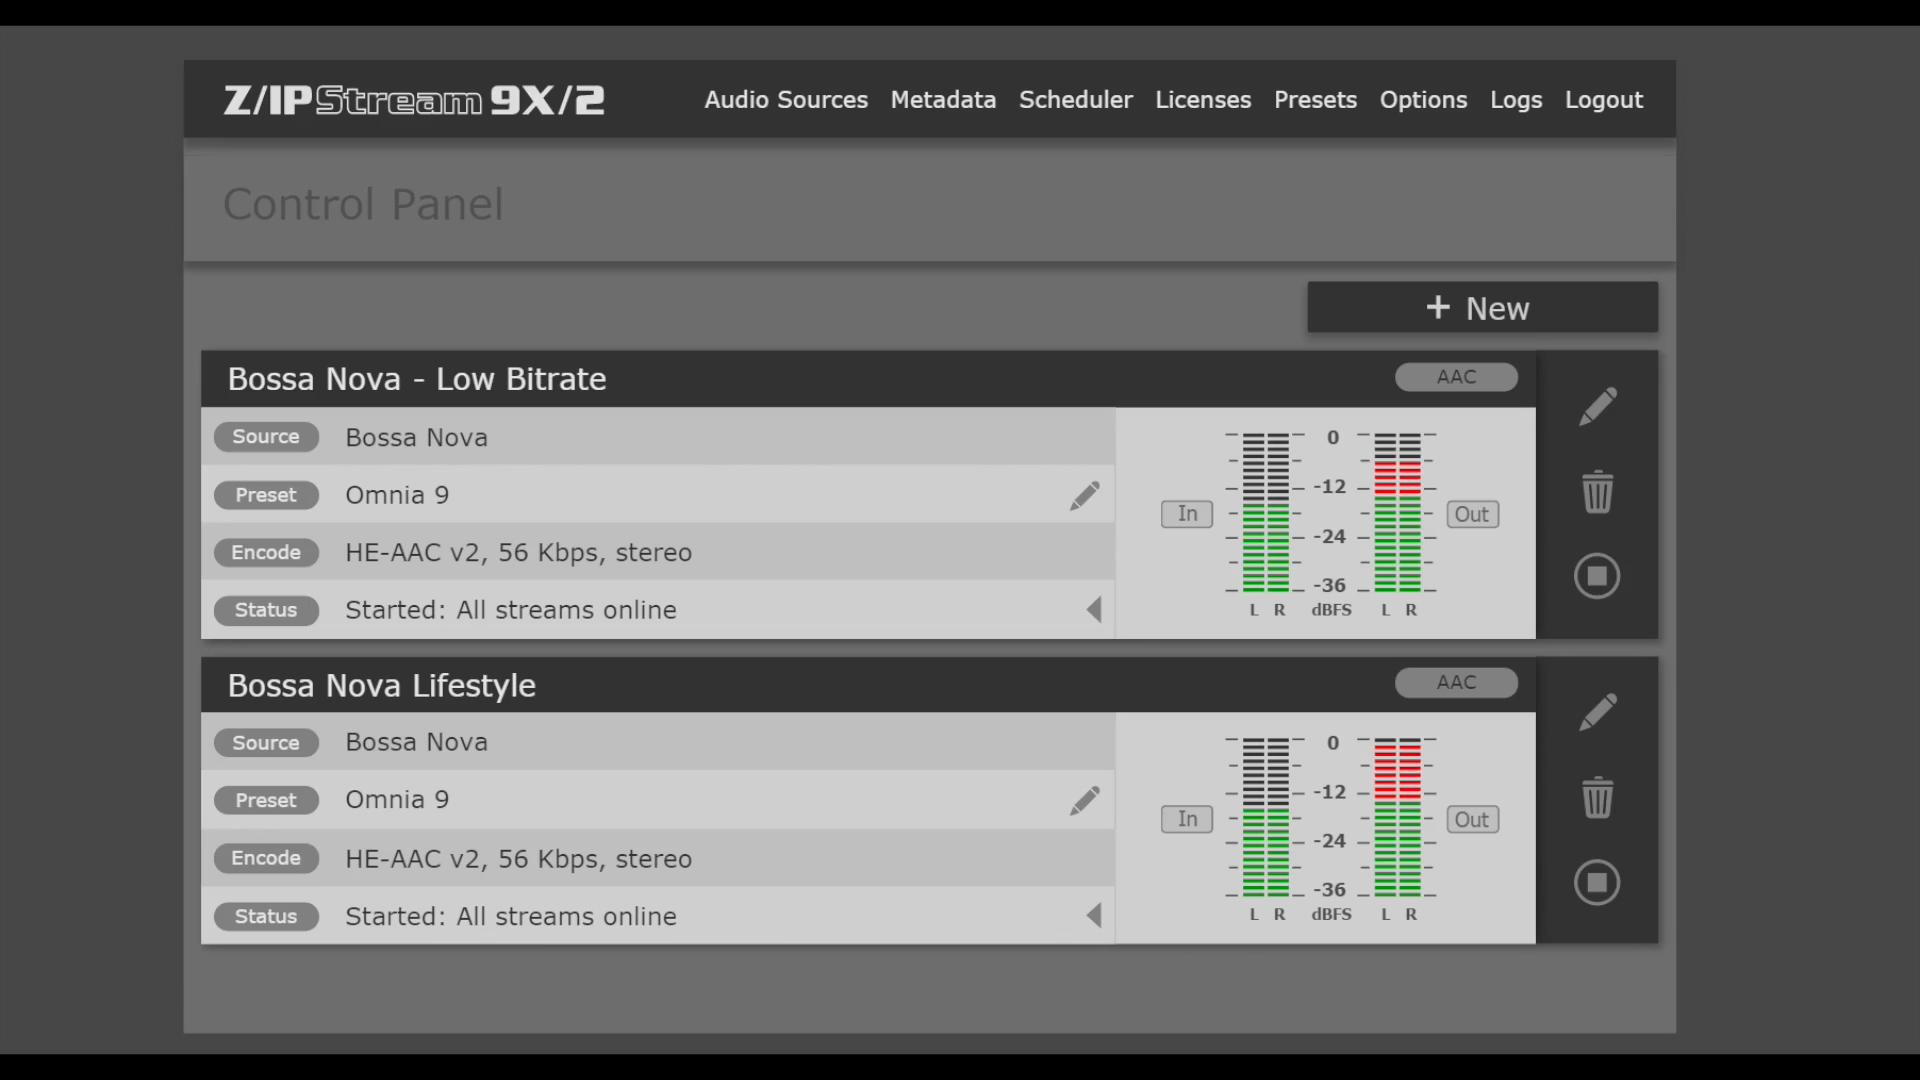 Z/IPStream 9X/2 Audio Sources Metadata Scheduler Licenses Presets Options Logs Logout
Control Panel
+ New
Bossa Nova - Low Bitrate AAC
Source Bossa Nova
Preset Omnia 9
Encode HE-AAC v2, 56 Kbps, stereo
Status Started: All streams online
0
-12
In Out
-24
-36
L R dBFS L R
Bossa Nova Lifestyle AAC
Source Bossa Nova
Preset Omnia 9
Encode HE-AAC v2, 56 Kbps, stereo
Status Started: All streams online
0
-12
In Out
-24
-36
L R dBFS L R